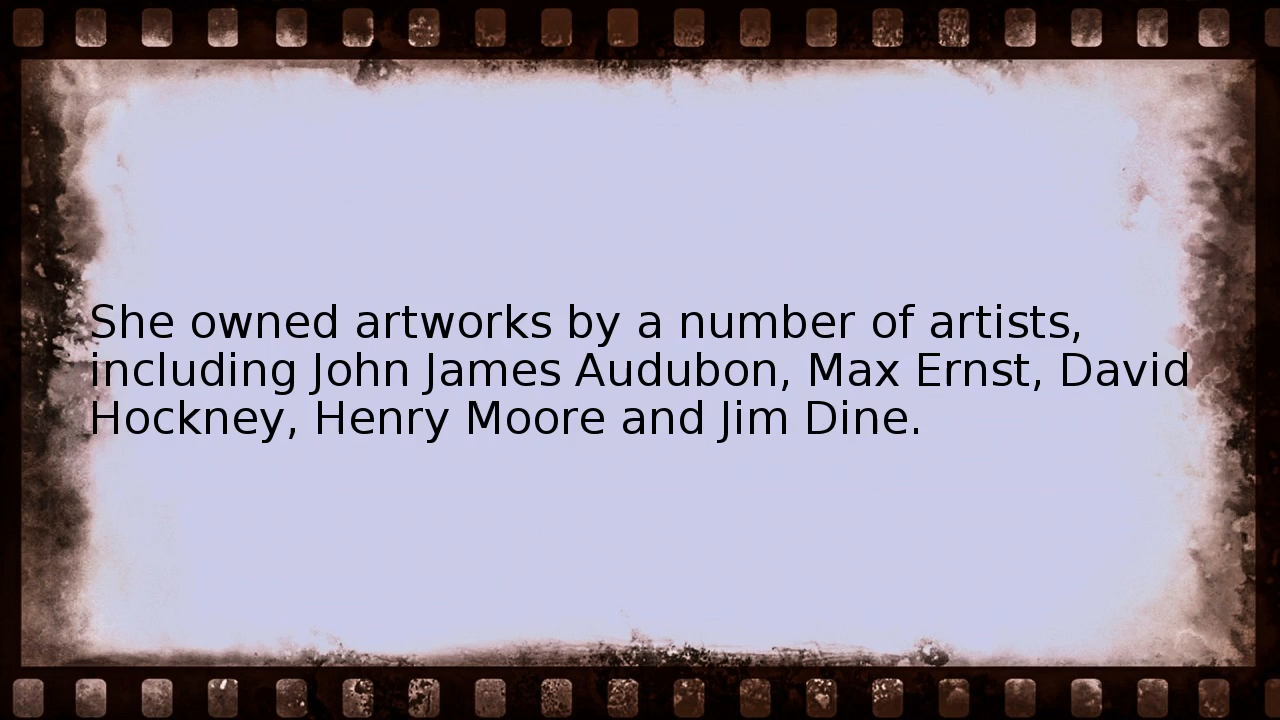 She owned artworks by a number of artists,
including John James Audubon, Max Ernst, David
Hockney, Henry Moore and Jim Dine.